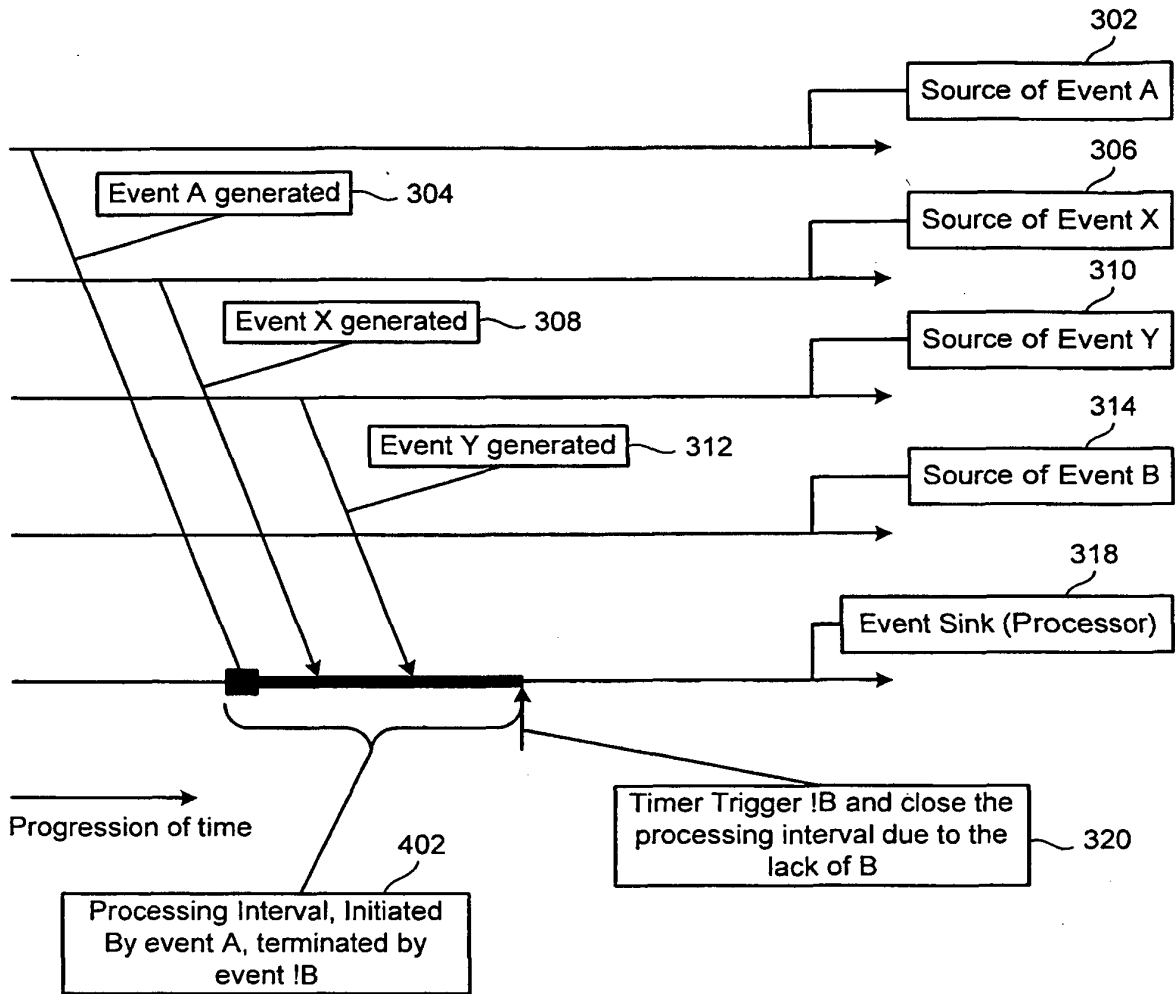 302
Source of Event A
306
Event A generated
304
Source of Event X
310
Event X generated
308
Source of Event Y
314
Event Y generated
312
Source of Event B
318
Event Sink (Processor)
Progression of time
Timer Trigger !B and close the
processing interval due to the
lack of B
320
402
Processing Interval, Initiated
By event A, terminated by
event !B